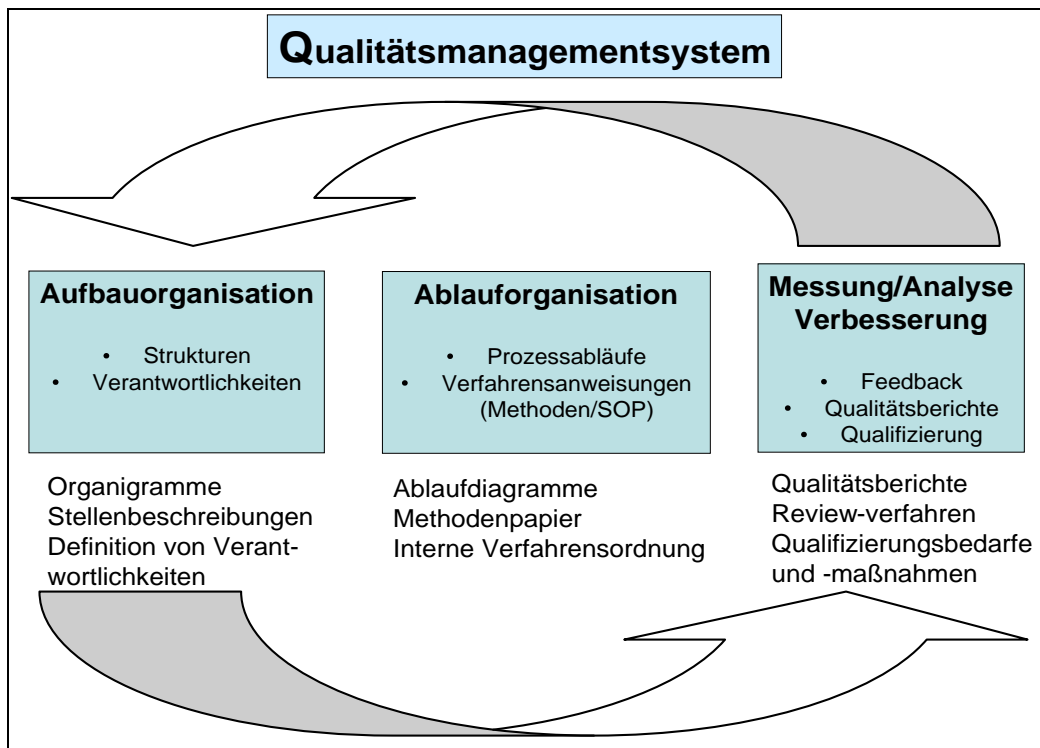 Qualitätsmanagementsystem
Aufbauorganisation
• Strukturen
• Verantwortlichkeiten
Organigramme
Stellenbeschreibungen
Definition von Verant-
wortlichkeiten
Ablauforganisation
• Prozessabläufe
• Verfahrensanweisungen
(Methoden/SOP)
Ablaufdiagramme
Methodenpapier
Interne Verfahrensordnung
Messung/Analyse
Verbesserung
• Feedback
• Qualitätsberichte
• Qualifizierung
Qualitätsberichte
Review-verfahren
Qualifizierungsbedarfe
und -maßnahmen